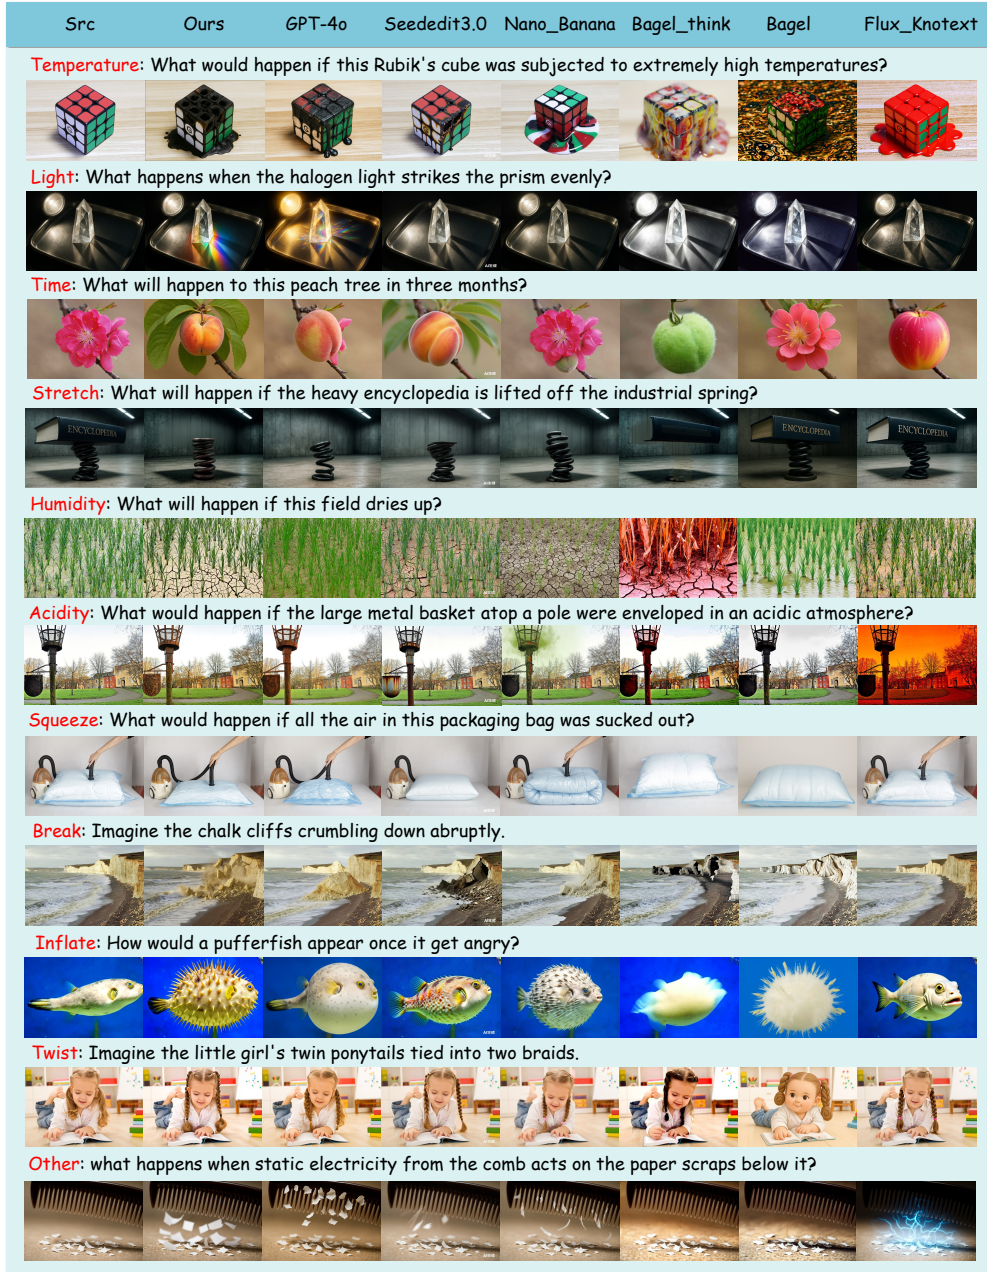 Src Ours GPT-4o Seededit3.0 Nano_Banana Bagel_think Bagel Flux_Knotext
Temperature: What would happen if this Rubik's cube was subjected to extremely high temperatures?
Light: What happens when the halogen light strikes the prism evenly?
Time: What will happen to this peach tree in three months?
Stretch: What will happen if the heavy encyclopedia is lifted off the industrial spring?
ENCYCLOPEDIA ENCYCLOPEDIA ENCYCLOPEDIA
Humidity: What will happen if this field dries up?
Acidity: What would happen if the large metal basket atop a pole were enveloped in an acidic atmosphere?
Squeeze: What would happen if all the air in this packaging bag was sucked out?
Break: Imagine the chalk cliffs crumbling down abruptly.
Inflate: How would a pufferfish appear once it get angry?
Twist: Imagine the little girl's twin ponytails tied into two braids.
Other: what happens when static electricity from the comb acts on the paper scraps below it?